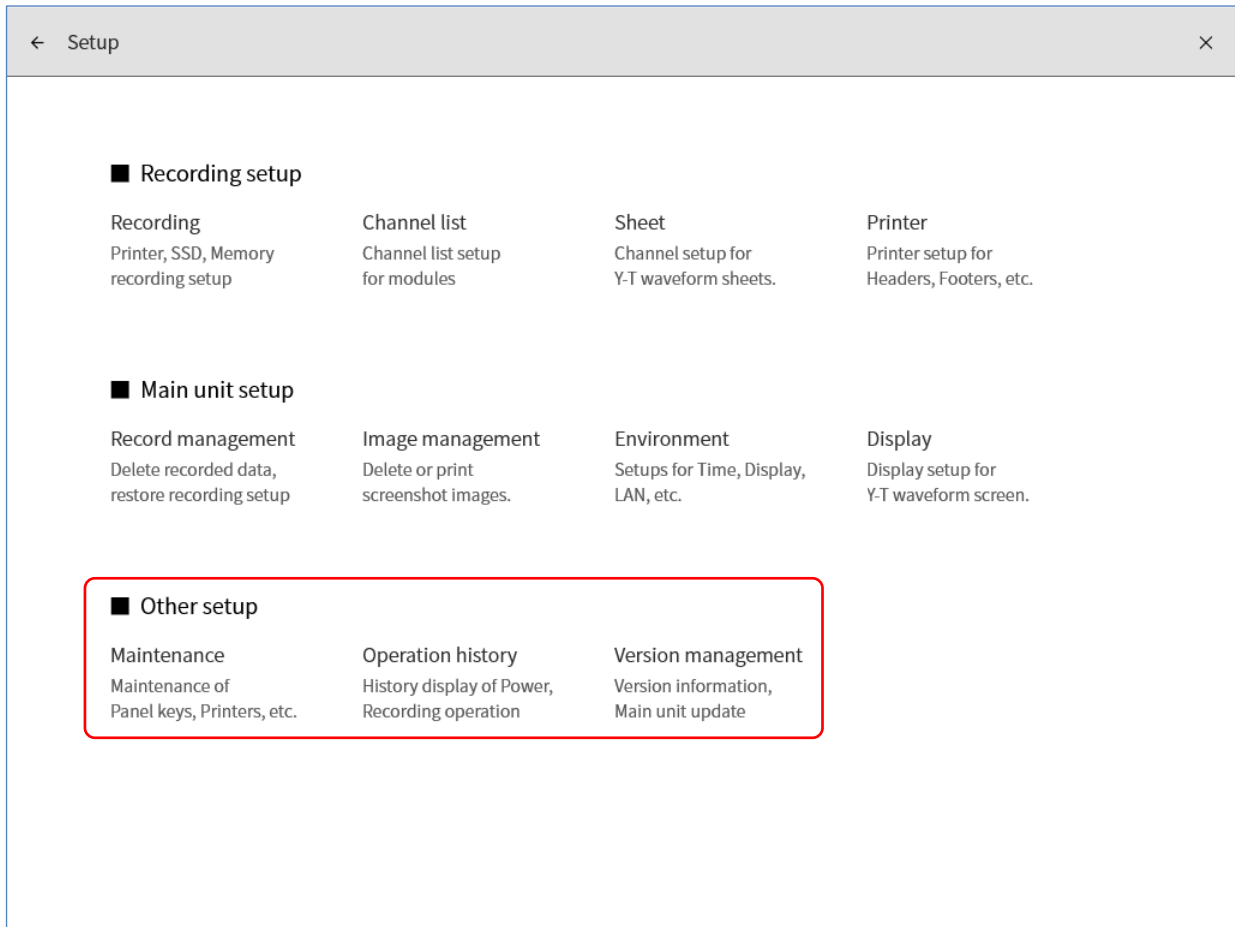 ← Setup ×
■ Recording setup
Recording
Printer, SSD, Memory
recording setup
Channel list
Channel list setup
for modules
Sheet
Channel setup for
Y-T waveform sheets.
Printer
Printer setup for
Headers, Footers, etc.
■ Main unit setup
Record management
Delete recorded data,
restore recording setup
Image management
Delete or print
screenshot images.
Environment
Setups for Time, Display,
LAN, etc.
Display
Display setup for
Y-T waveform screen.
■ Other setup
Maintenance
Maintenance of
Panel keys, Printers, etc.
Operation history
History display of Power,
Recording operation
Version management
Version information,
Main unit update